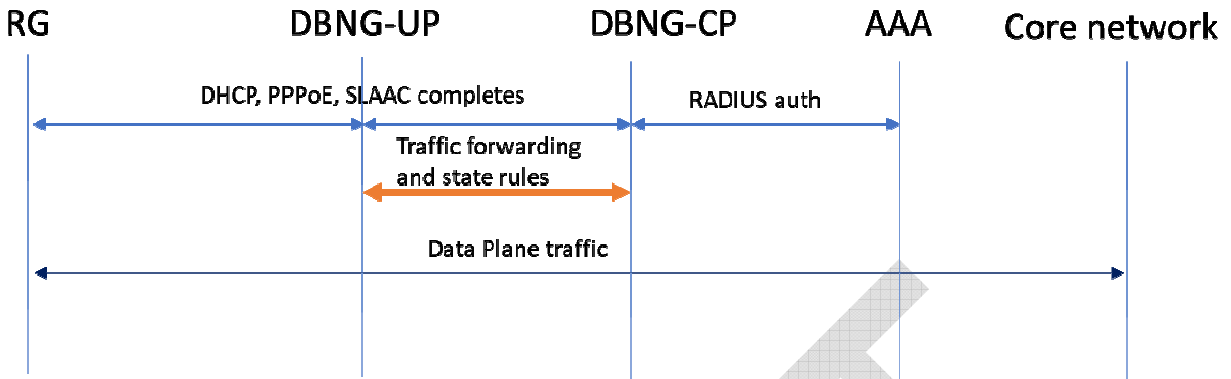 RG DBNG-UP DBNG-CP AAA Core network
DHCP, PPPoE, SLAAC completes
RADIUS auth
Traffic forwarding
and state rules
Data Plane traffic